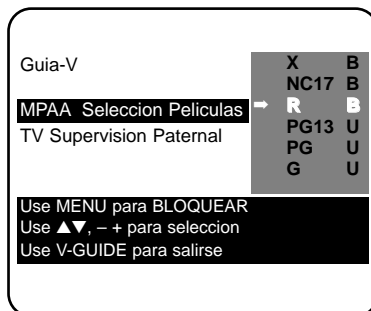 Guia-V
MPAA Seleccion Peliculas
TV Supervision Paternal
X B
NC17 B
➡ R B
PG13 U
PG U
G U
Use MENU para BLOQUEAR
Use ▲▼, – + para seleccion
Use V-GUIDE para salirse